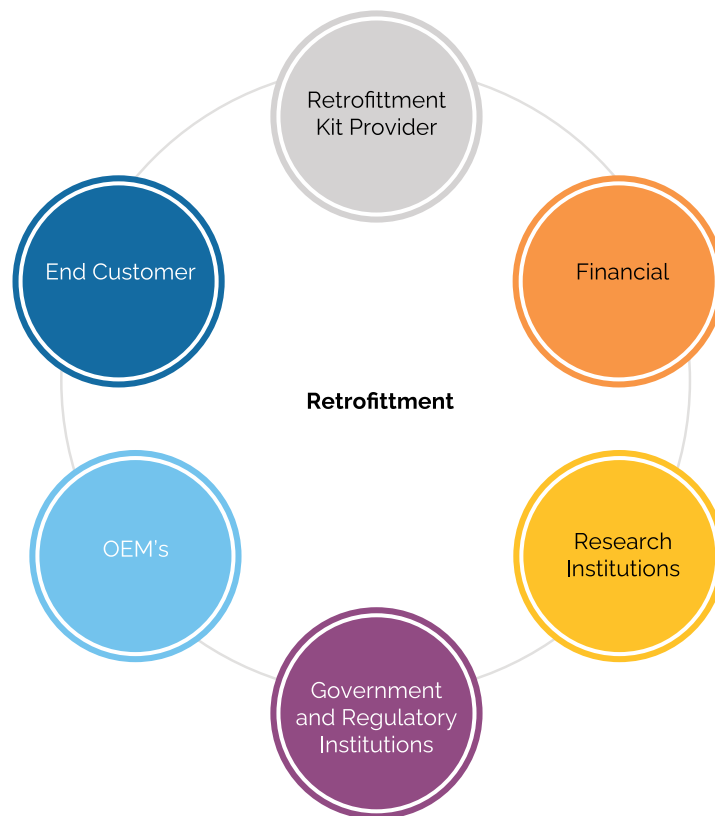 Retrofittment
Kit Provider
End Customer
Financial
Retrofittment
OEM's
Research
Institutions
Government
and Regulatory
Institutions